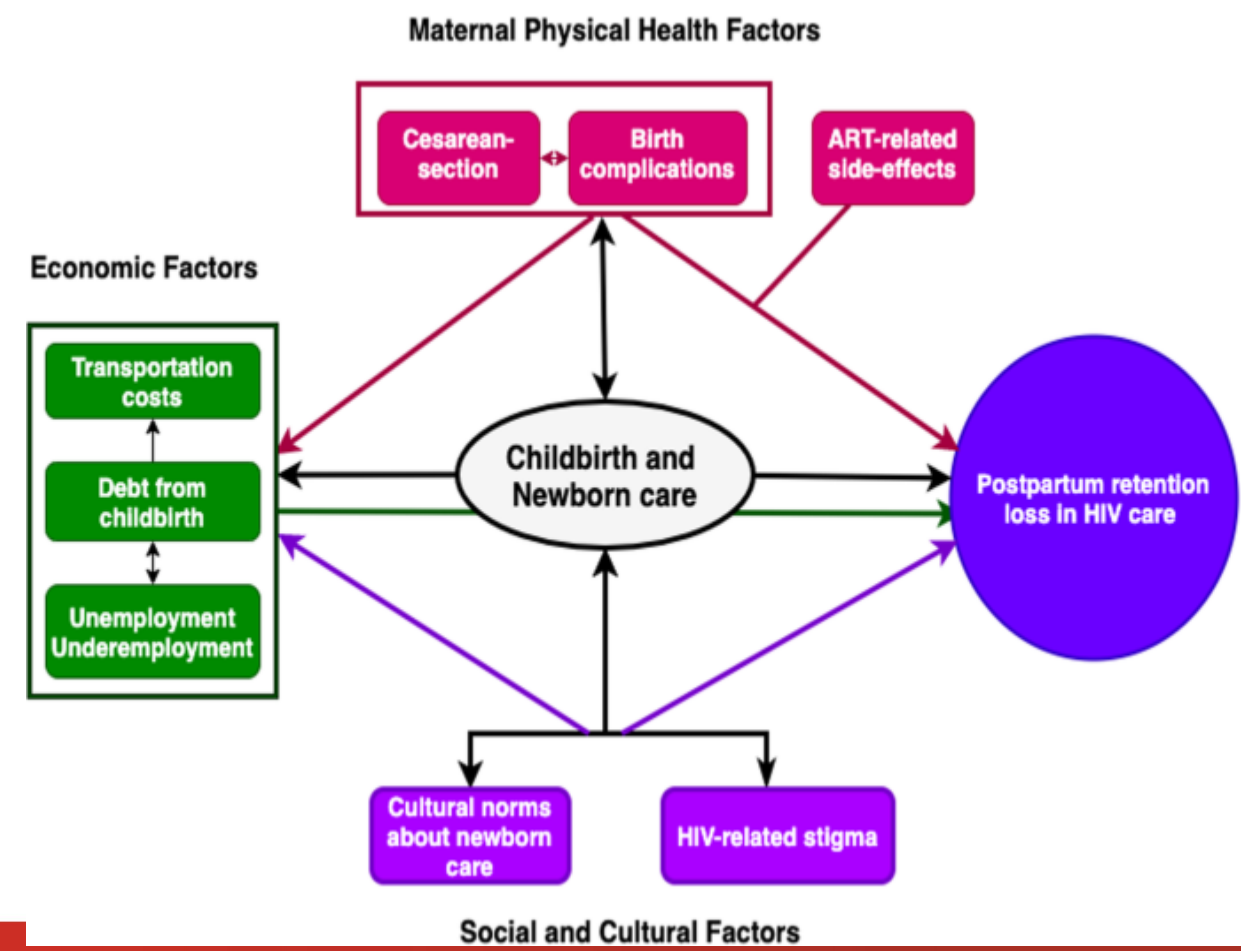 Maternal Physical Health Factors
Cesarean-
section
Birth
complications
ART-related
side-effects
Economic Factors
Transportation
costs
Debt from
childbirth
Unemployment
Underemployment
Childbirth and
Newborn care
Postpartum retention
loss in HIV care
Cultural norms
about newborn
care
HIV-related stigma
Social and Cultural Factors